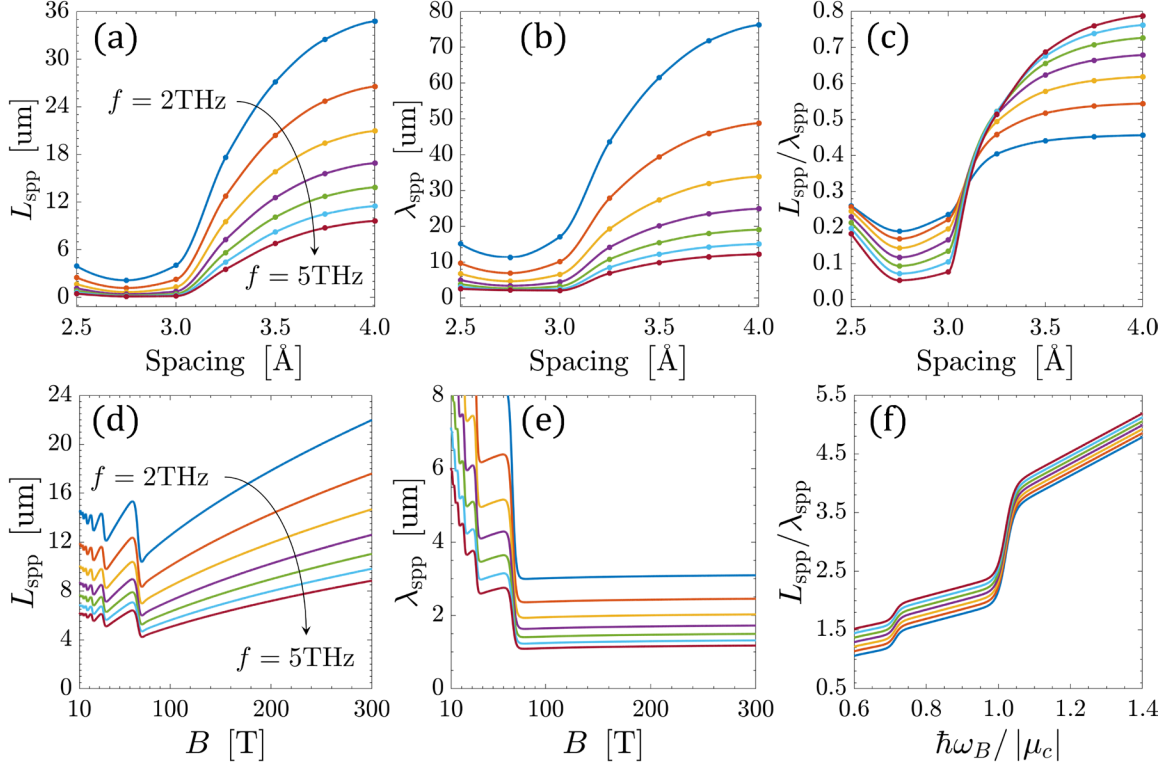 (a)
36
30
24
18
12
6
0
L_spp [um]
f = 2THz
f = 5THz
2.5 3.0 3.5 4.0
Spacing [Å]
(b)
80
70
60
50
40
30
20
10
0
λ_spp [um]
2.5 3.0 3.5 4.0
Spacing [Å]
(c)
0.8
0.7
0.6
0.5
0.4
0.3
0.2
0.1
0.0
L_spp/λ_spp
2.5 3.0 3.5 4.0
Spacing [Å]
(d)
24
20
16
12
8
4
0
L_spp [um]
f = 2THz
f = 5THz
10 100 200 300
B [T]
(e)
8
6
4
2
0
λ_spp [um]
10 100 200 300
B [T]
(f)
5.5
4.5
3.5
2.5
1.5
0.5
L_spp/λ_spp
0.6 0.8 1.0 1.2 1.4
ħω_B/|μ_c|